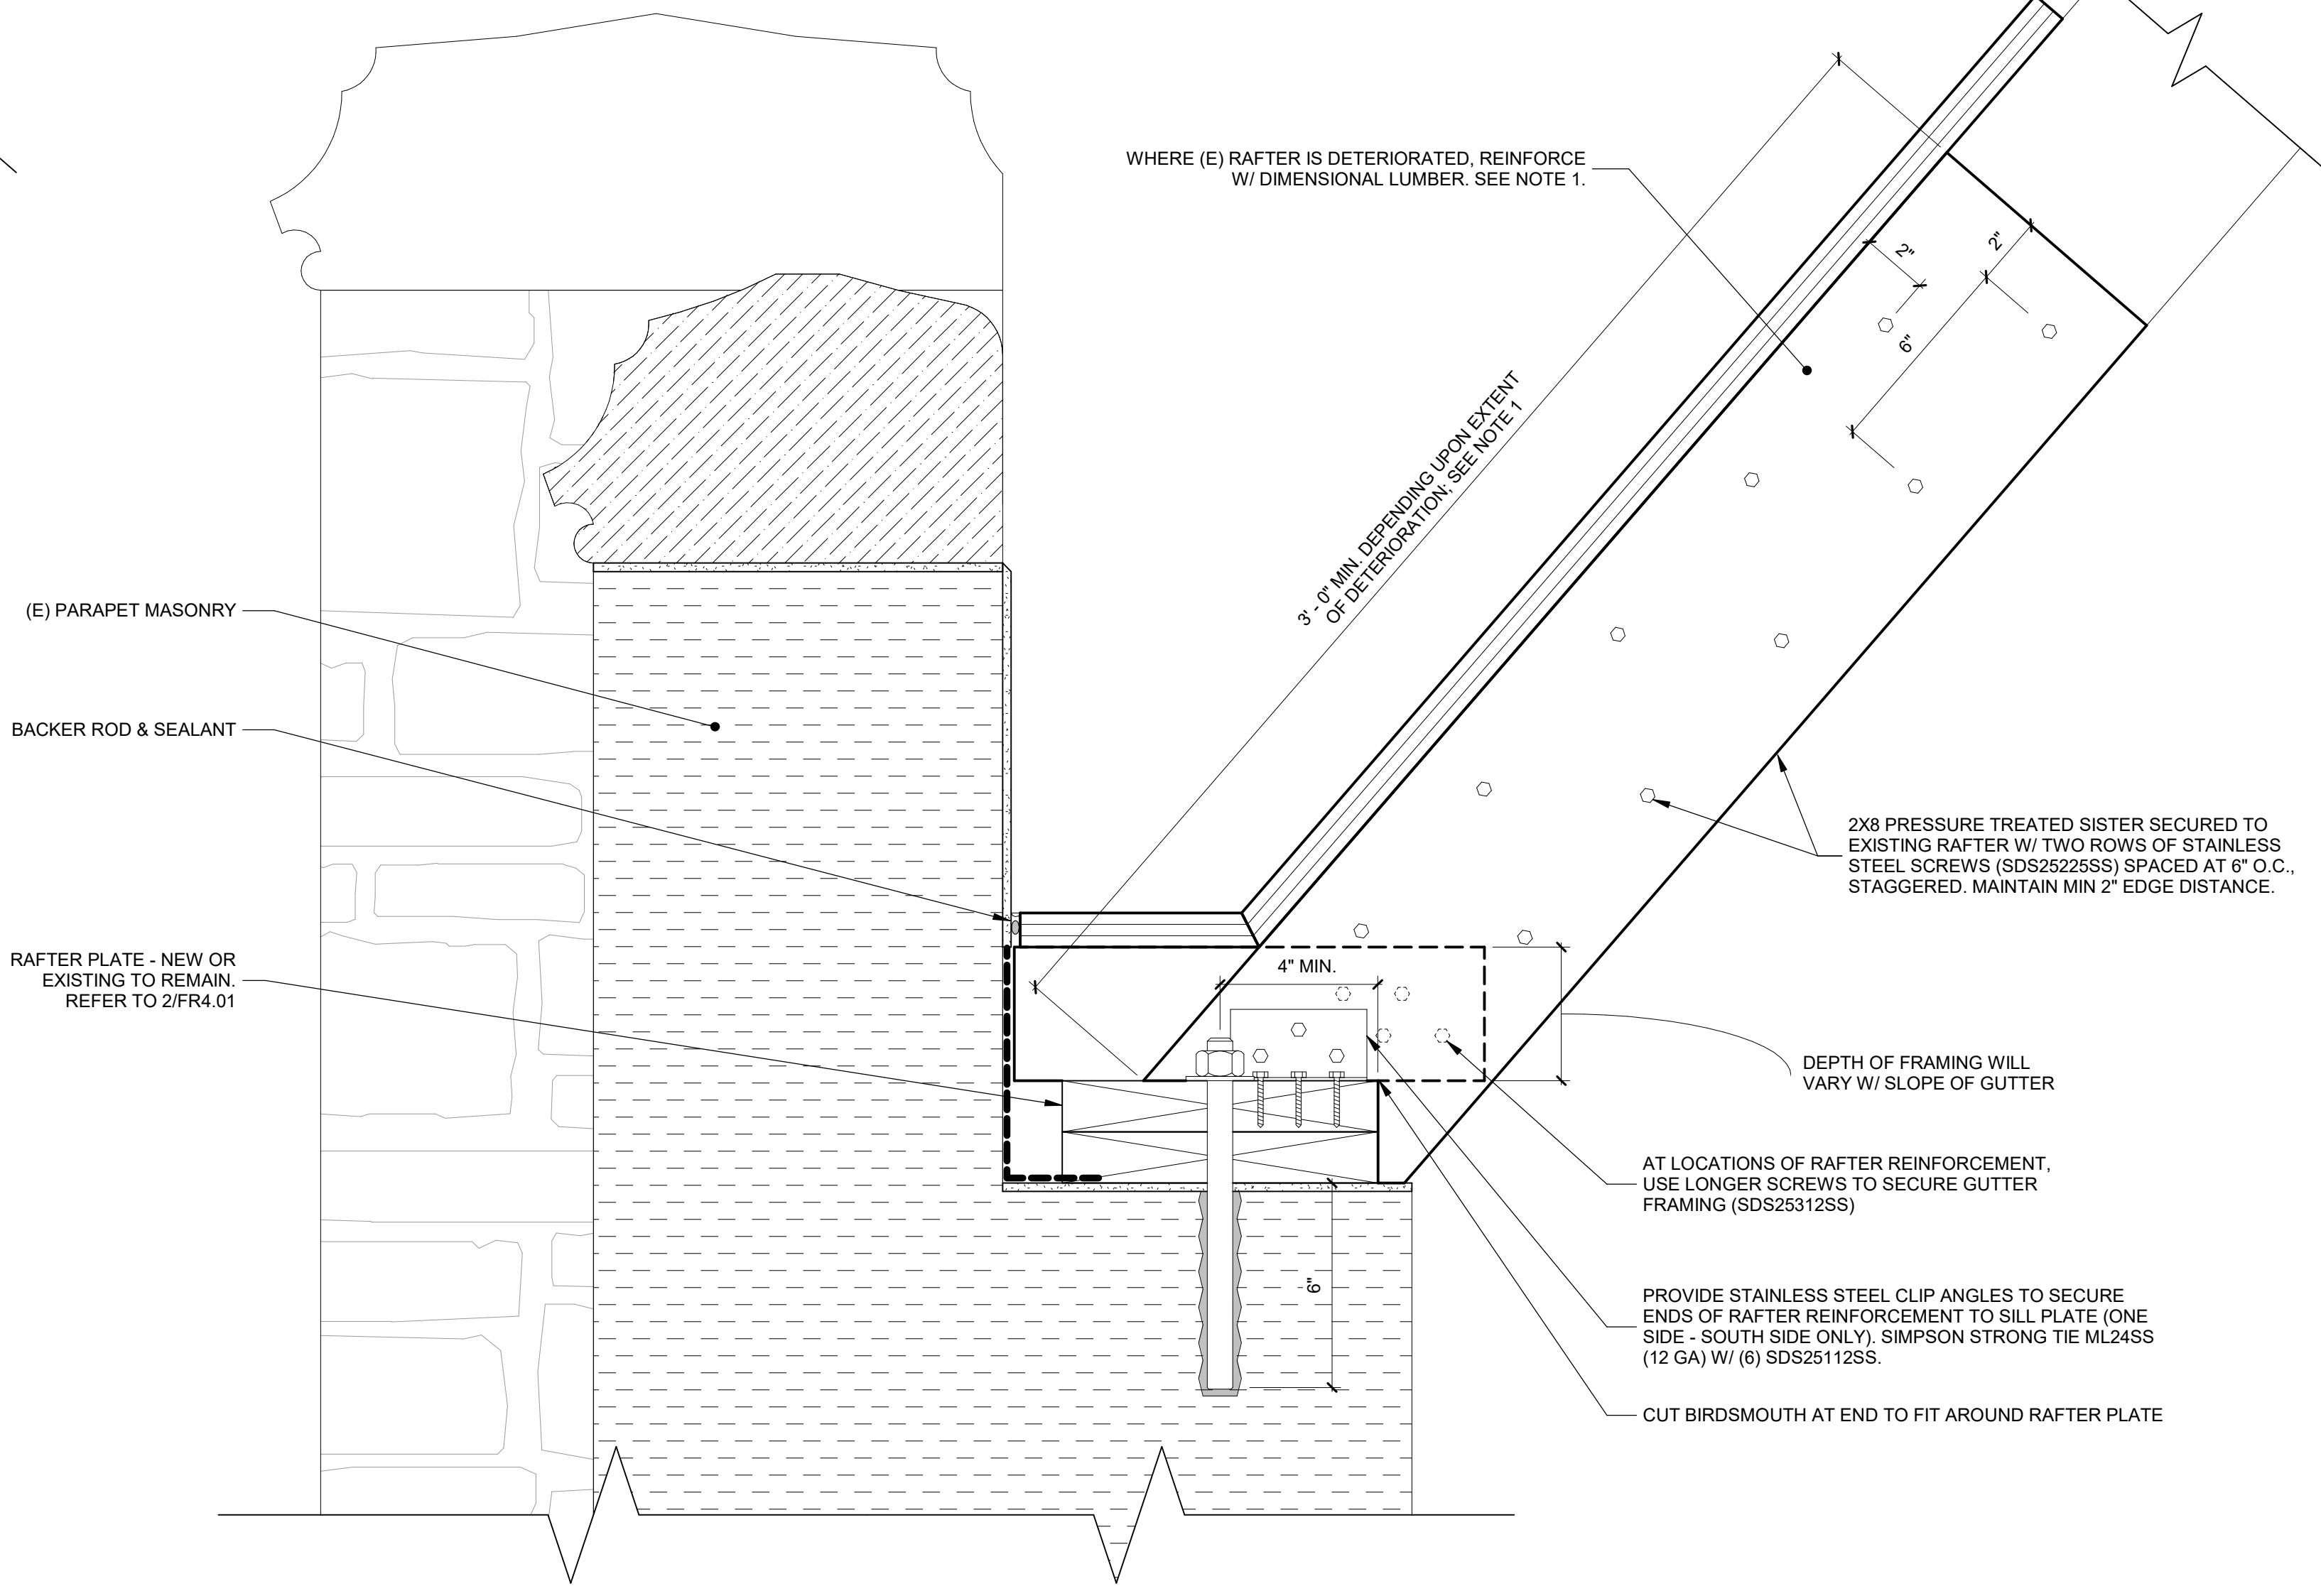 WHERE (E) RAFTER IS DETERIORATED, REINFORCE
W/ DIMENSIONAL LUMBER. SEE NOTE 1.
2"
2"
6"
3' - 0" MIN. DEPENDING UPON EXTENT
OF DETERIORATION; SEE NOTE 1
(E) PARAPET MASONRY
BACKER ROD & SEALANT
RAFTER PLATE - NEW OR
EXISTING TO REMAIN.
REFER TO 2/FR4.01
2X8 PRESSURE TREATED SISTER SECURED TO
EXISTING RAFTER W/ TWO ROWS OF STAINLESS
STEEL SCREWS (SDS25225SS) SPACED AT 6" O.C.,
STAGGERED. MAINTAIN MIN 2" EDGE DISTANCE.
4" MIN.
DEPTH OF FRAMING WILL
VARY W/ SLOPE OF GUTTER
AT LOCATIONS OF RAFTER REINFORCEMENT,
USE LONGER SCREWS TO SECURE GUTTER
FRAMING (SDS25312SS)
6"
PROVIDE STAINLESS STEEL CLIP ANGLES TO SECURE
ENDS OF RAFTER REINFORCEMENT TO SILL PLATE (ONE
SIDE - SOUTH SIDE ONLY). SIMPSON STRONG TIE ML24SS
(12 GA) W/ (6) SDS25112SS.
CUT BIRDSMOUTH AT END TO FIT AROUND RAFTER PLATE